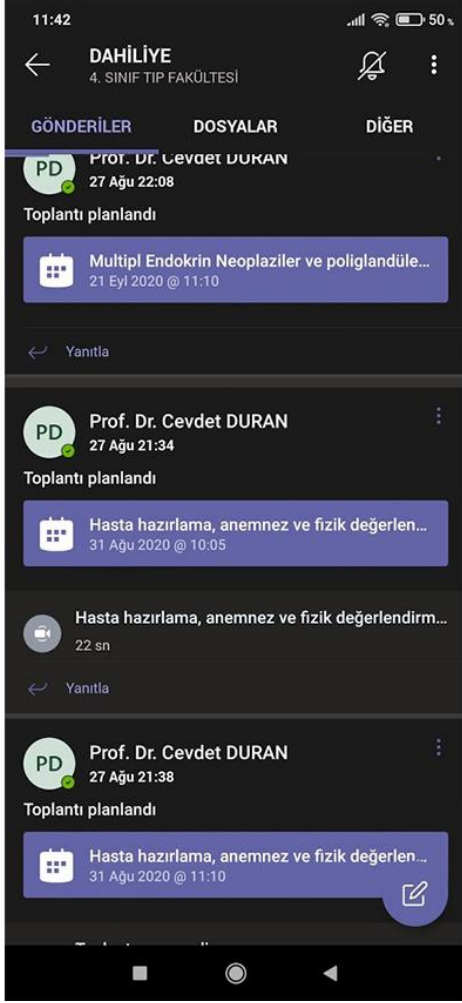 11:42
50
DAHİLİYE
4. SINIF TIP FAKÜLTESİ
GÖNDERİLER DOSYALAR DİĞER
PD
Prof. Dr. Cevdet DURAN
27 Ağu 22:08
Toplantı planlandı
Multipl Endokrin Neoplaziler ve poliglandüle...
21 Eyl 2020 @ 11:10
Yanıtla
PD
Prof. Dr. Cevdet DURAN
27 Ağu 21:34
Toplantı planlandı
Hasta hazırlama, anemnez ve fizik değerlen...
31 Ağu 2020 @ 10:05
Hasta hazırlama, anemnez ve fizik değerlendirm...
22 sn
Yanıtla
PD
Prof. Dr. Cevdet DURAN
27 Ağu 21:38
Toplantı planlandı
Hasta hazırlama, anemnez ve fizik değerlen...
31 Ağu 2020 @ 11:10